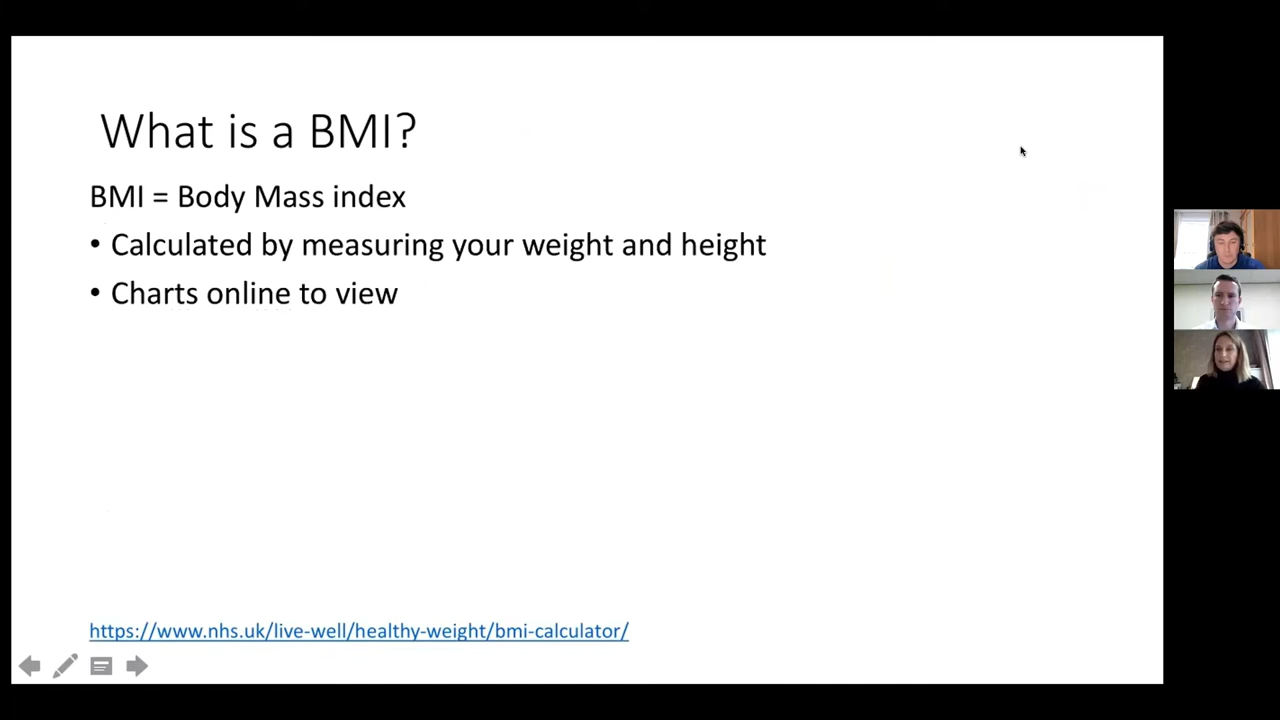 What is a BMI?
BMI = Body Mass index
• Calculated by measuring your weight and height
• Charts online to view
https://www.nhs.uk/live-well/healthy-weight/bmi-calculator/